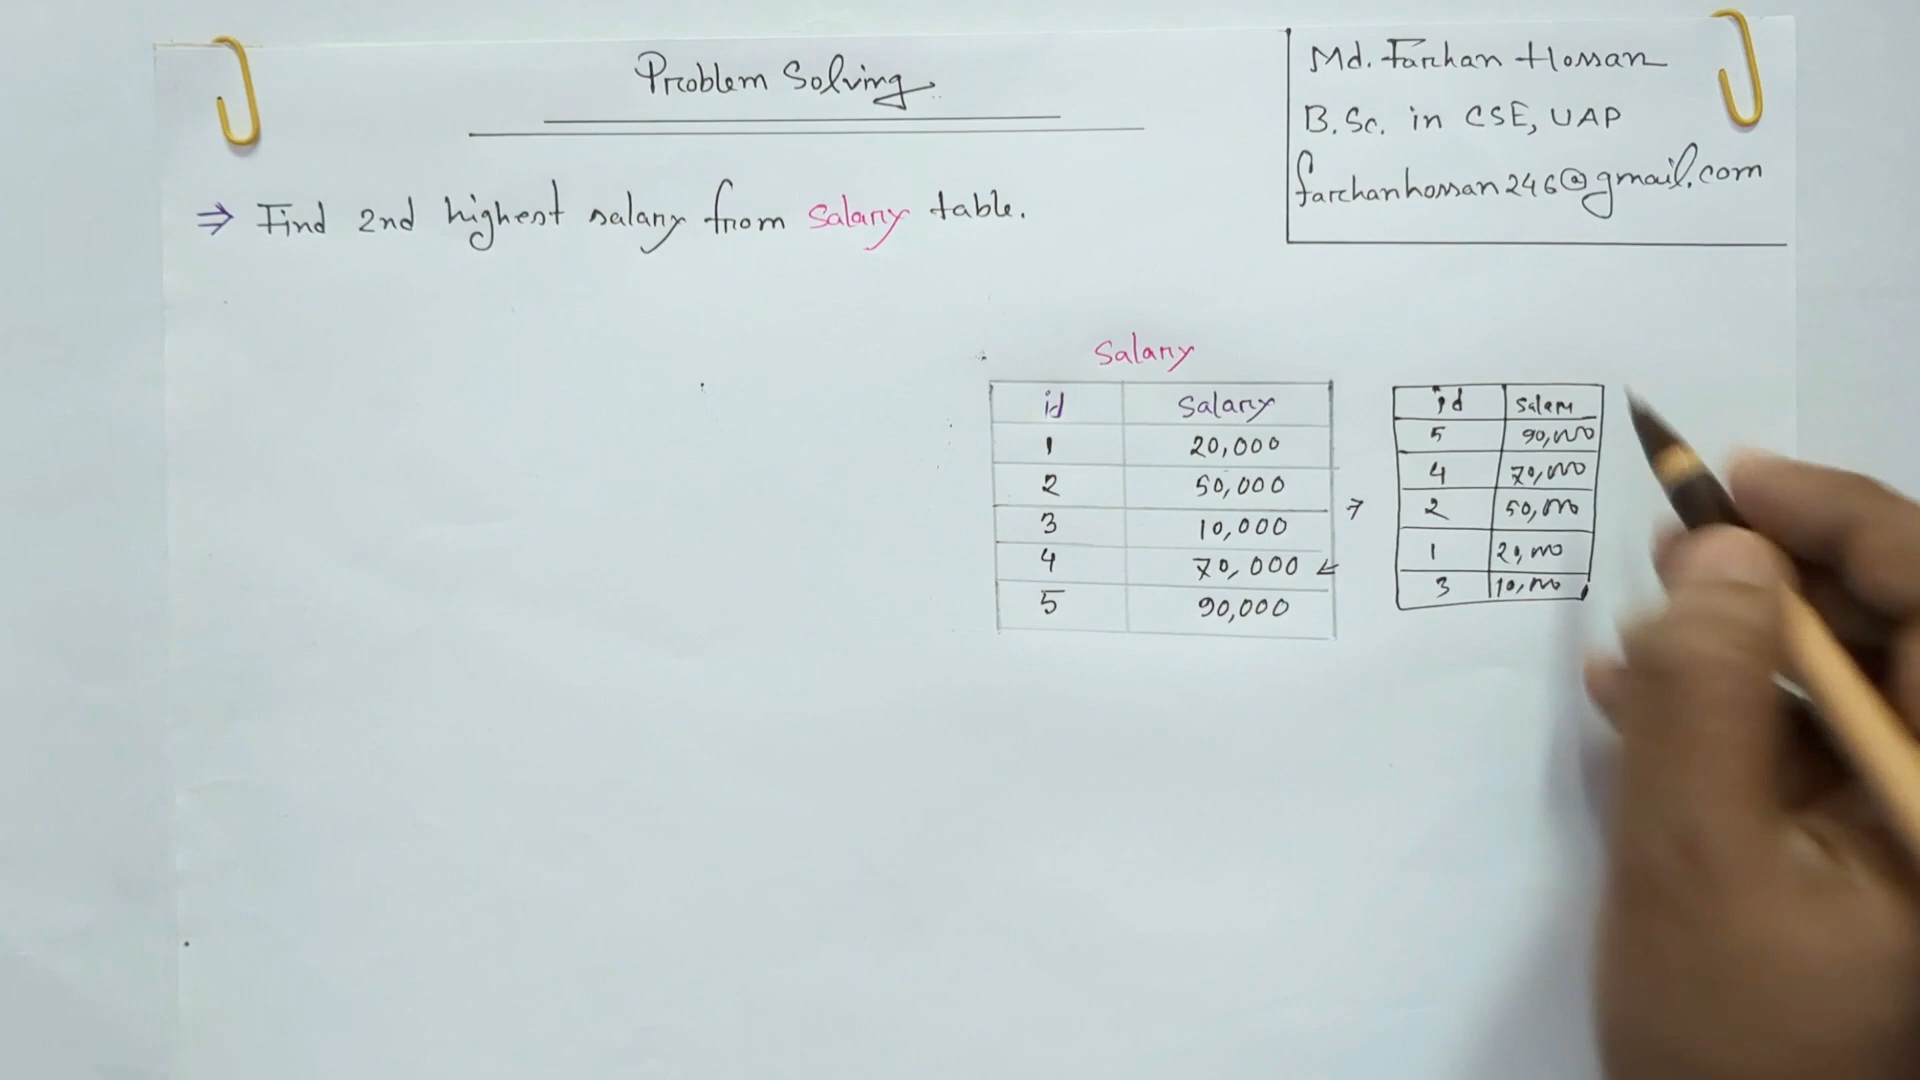 Problem Solving
Md. Farhan Hossan
B.Sc. in CSE, UAP
farhanhossan246@gmail.com
⇒ Find 2nd highest salary from Salary table.
Salary
id Salary
1 20,000
2 50,000
3 10,000
4 70,000 ←
5 90,000
→
id Salary
5 90,000
4 70,000
2 50,000
1 20,000
3 10,000